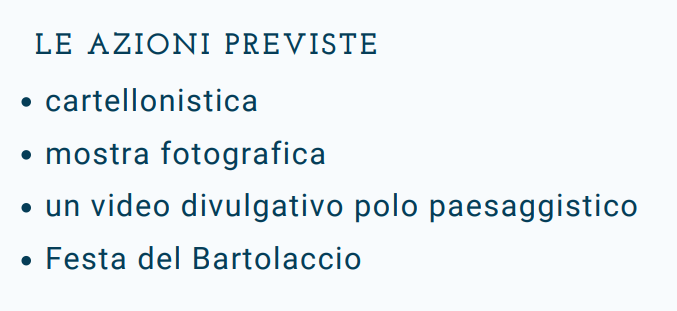 LE AZIONI PREVISTE
• cartellonistica
• mostra fotografica
• un video divulgativo polo paesaggistico
• Festa del Bartolaccio